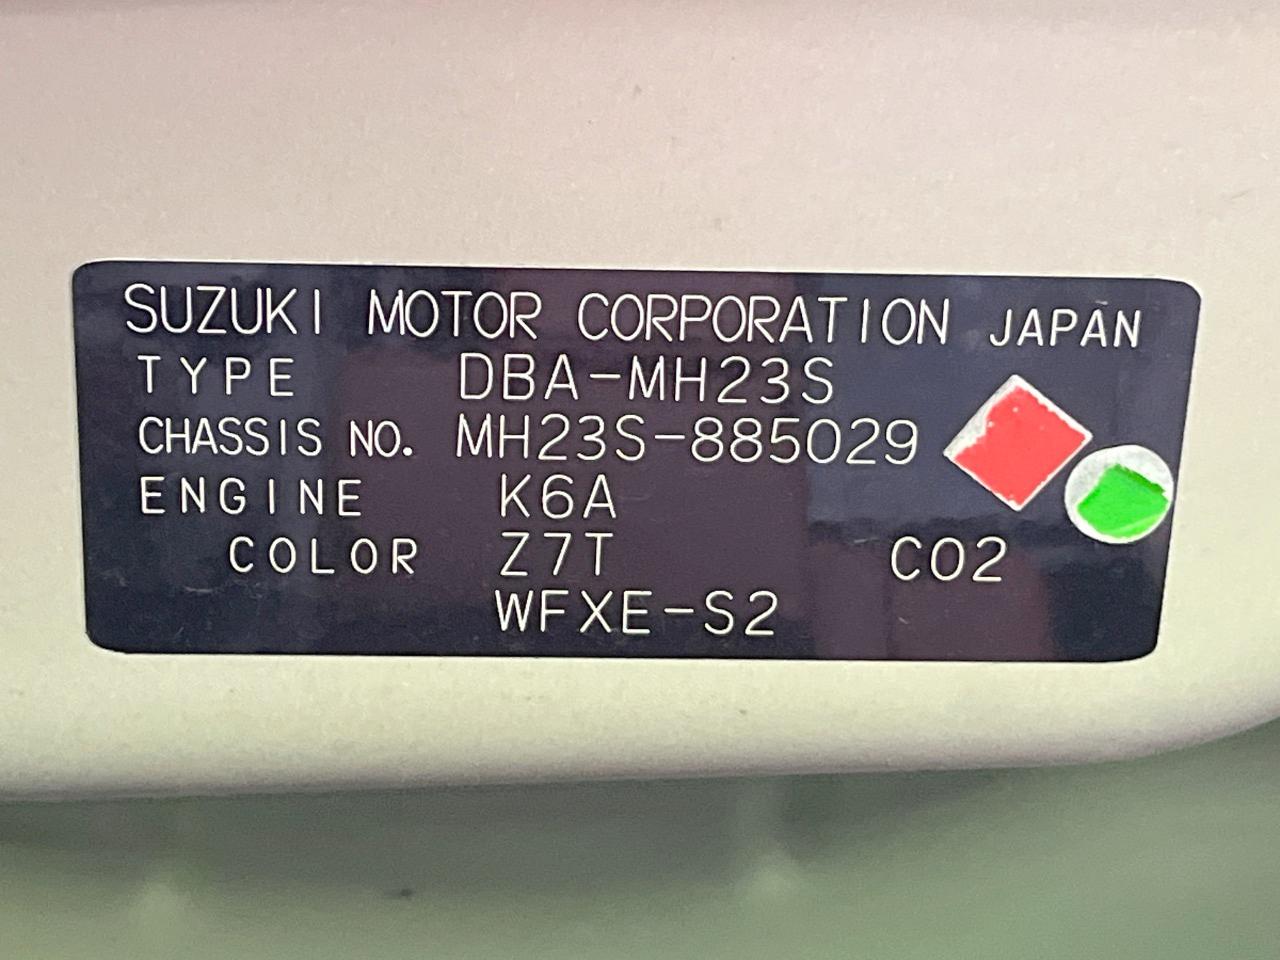 SUZUKI MOTOR CORPORATION JAPAN
TYPE DBA-MH23S
CHASSIS NO. MH23S-885029
ENGINE K6A
COLOR Z7T C02
WFXE-S2